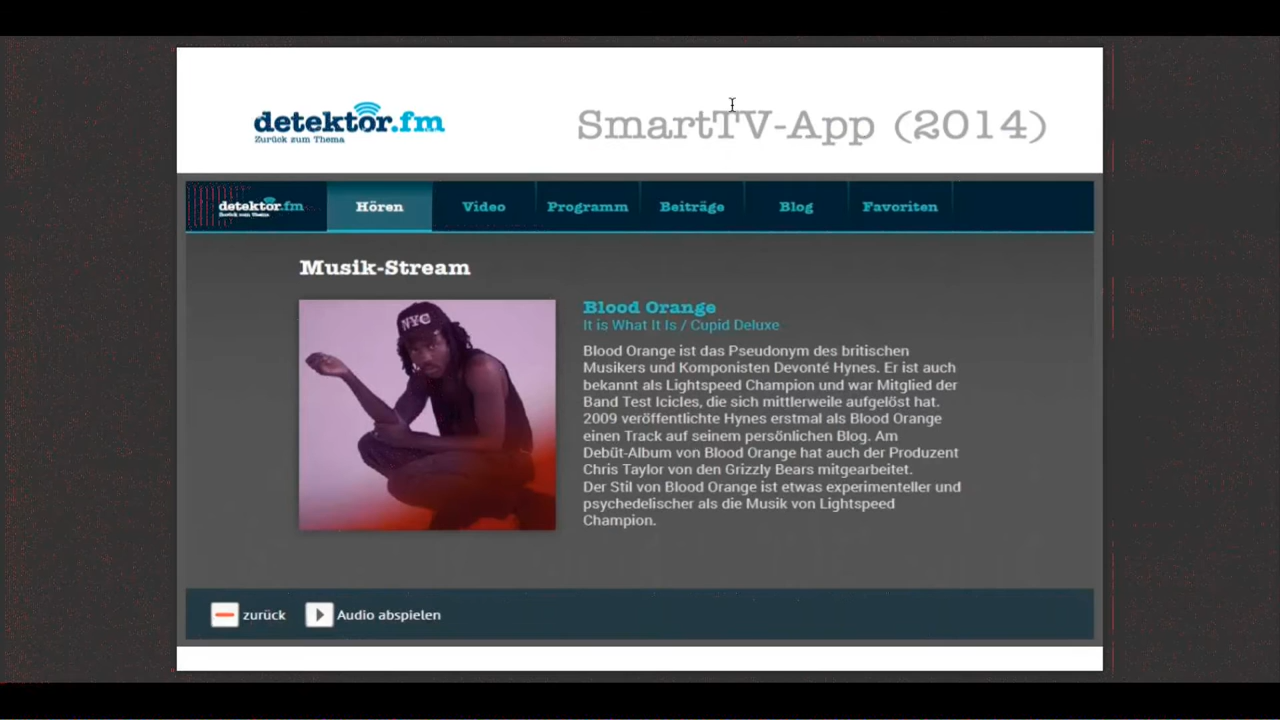 detektor.fm
Zurück zum Thema
SmartTV-App (2014)
detektor.fm
Zurück zum Thema
Hören
Video
Programm
Beiträge
Blog
Favoriten
Musik-Stream
NYC
Blood Orange
It is What It Is / Cupid Deluxe
Blood Orange ist das Pseudonym des britischen
Musikers und Komponisten Devonté Hynes. Er ist auch
bekannt als Lightspeed Champion und war Mitglied der
Band Test Icicles, die sich mittlerweile aufgelöst hat.
2009 veröffentlichte Hynes erstmal als Blood Orange
einen Track auf seinem persönlichen Blog. Am
Debüt-Album von Blood Orange hat auch der Produzent
Chris Taylor von den Grizzly Bears mitgearbeitet.
Der Stil von Blood Orange ist etwas experimenteller und
psychedelischer als die Musik von Lightspeed
Champion.
zurück
Audio abspielen